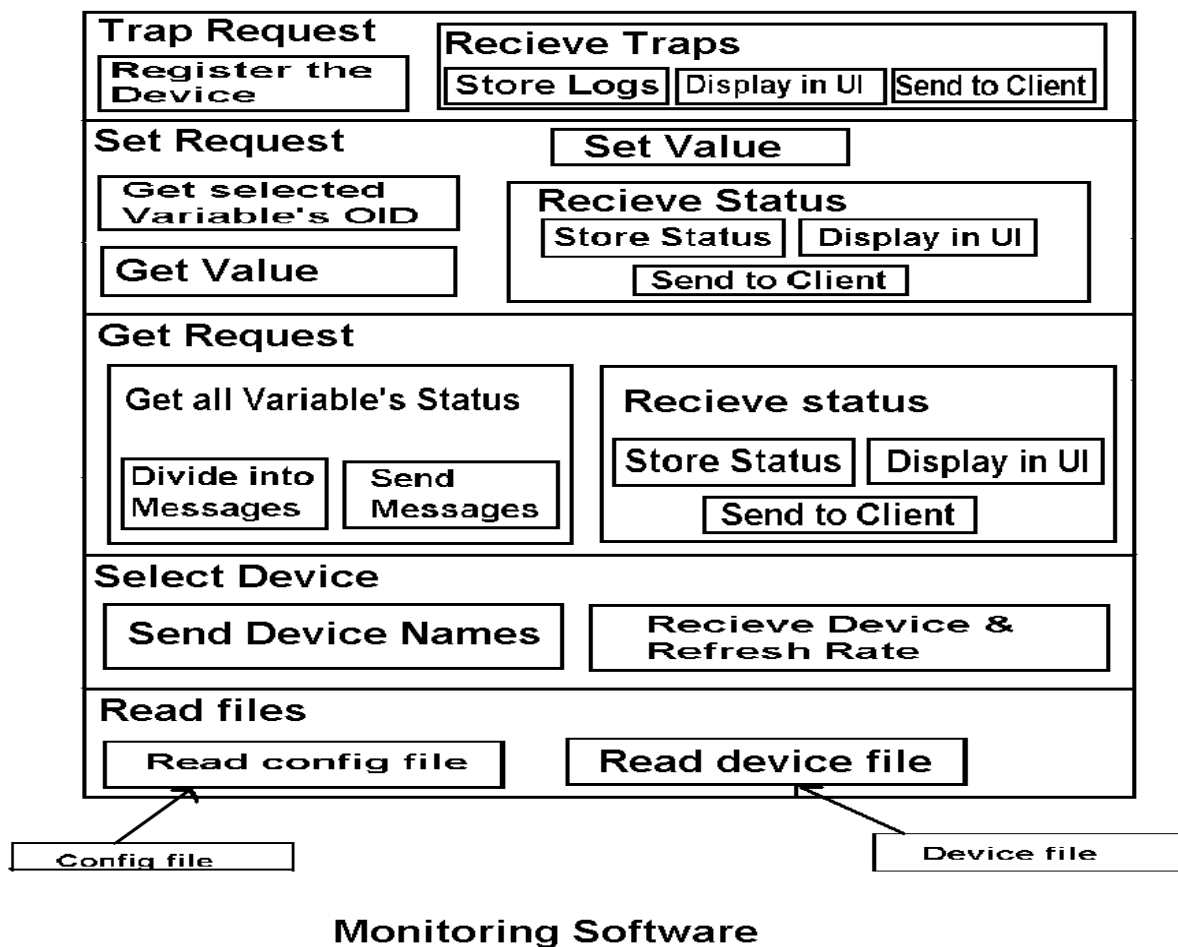 Trap Request
Register the
Device
Recieve Traps
Store Logs
Display in UI
Send to Client
Set Request
Set Value
Get selected
Variable's OID
Get Value
Recieve Status
Store Status
Display in UI
Send to Client
Get Request
Get all Variable's Status
Divide into
Messages
Send
Messages
Recieve status
Store Status
Display in UI
Send to Client
Select Device
Send Device Names
Recieve Device &
Refresh Rate
Read files
Read config file
Read device file
Config file
Device file
Monitoring Software